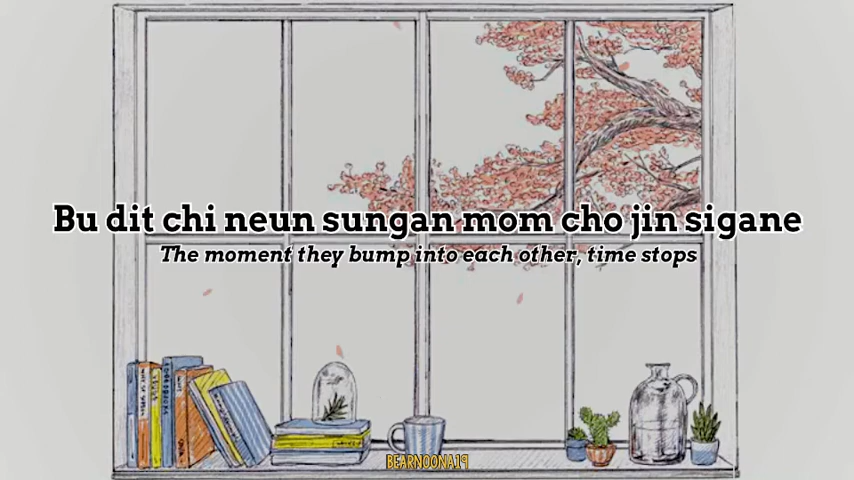 Bu dit chi neun sungan mom cho jin sigane
The moment they bump into each other, time stops
BEARNOONA19